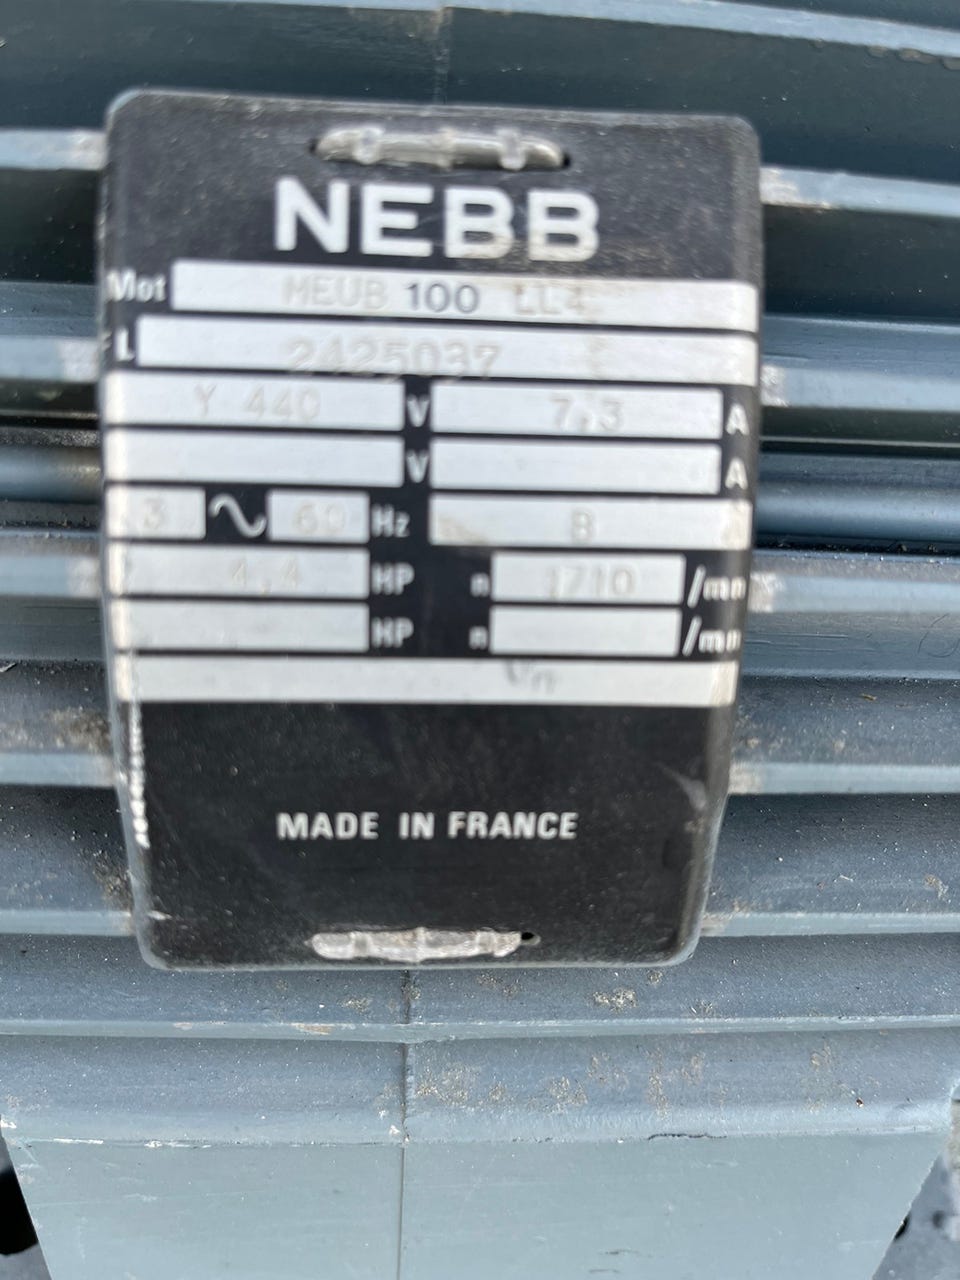 NEBB
Mot MEUB 100 LL4
L 2425037
Y 440 V 7,3 A
V A
3 ~ 60 Hz B
4,4 HP n 1710 /mn
HP n /mn
MADE IN FRANCE